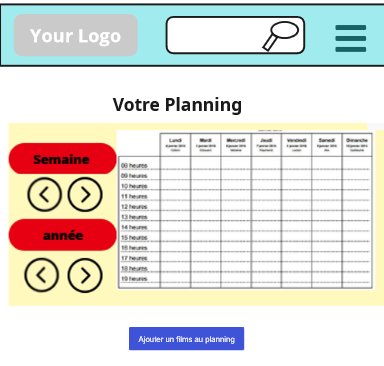 Your Logo
Votre Planning
Lundi Mardi Mercredi Jeudi Vendredi Samedi Dimanche
Semaine
08 heures
09 heures
10 heures
11 heures
12 heures
13 heures
année
14 heures
15 heures
16 heures
17 heures
18 heures
19 heures
Ajouter un films au planning